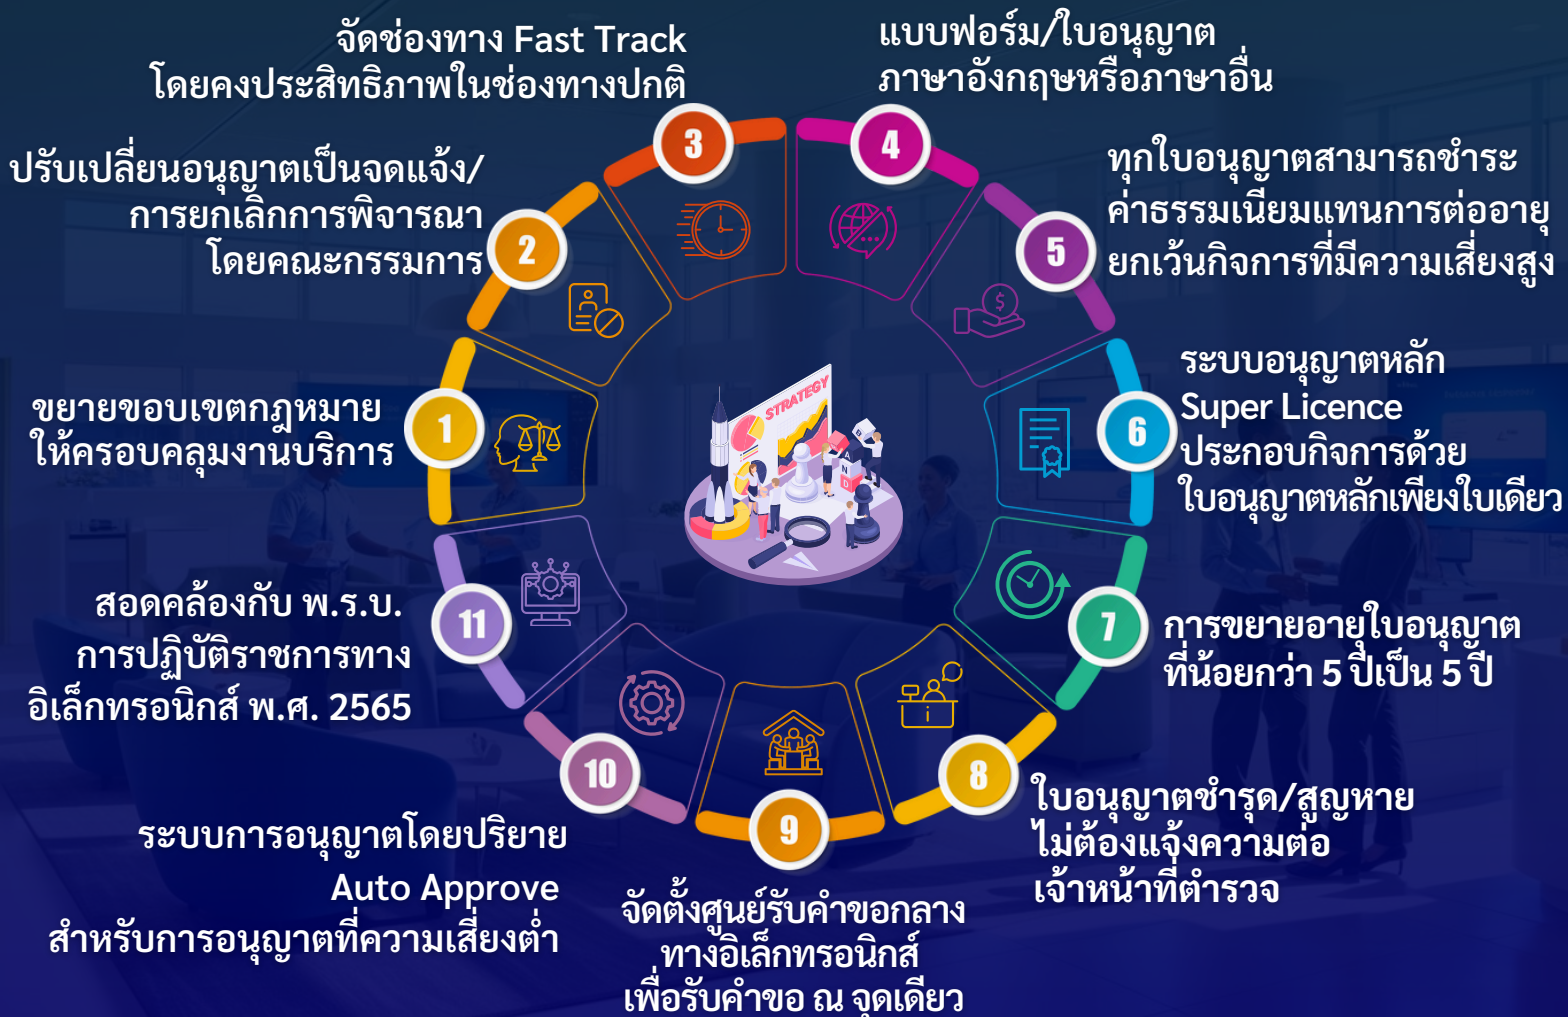 จัดช่องทาง Fast Track
โดยคงประสิทธิภาพในช่องทางปกติ
3
แบบฟอร์ม/ใบอนุญาต
ภาษาอังกฤษหรือภาษาอื่น
4
ปรับเปลี่ยนอนุญาตเป็นจดแจ้ง/
การยกเลิกการพิจารณา
โดยคณะกรรมการ
2
ทุกใบอนุญาตสามารถชำระ
ค่าธรรมเนียมแทนการต่ออายุ
ยกเว้นกิจการที่มีความเสี่ยงสูง
5
ขยายขอบเขตกฎหมาย
ให้ครอบคลุมงานบริการ
1
STRATEGY
ระบบอนุญาตหลัก
Super Licence
ประกอบกิจการด้วย
ใบอนุญาตหลักเพียงใบเดียว
6
สอดคล้องกับ พ.ร.บ.
การปฏิบัติราชการทาง
อิเล็กทรอนิกส์ พ.ศ. 2565
11
7
การขยายอายุใบอนุญาต
ที่น้อยกว่า 5 ปีเป็น 5 ปี
10
ระบบการอนุญาตโดยปริยาย
Auto Approve
สำหรับการอนุญาตที่ความเสี่ยงต่ำ
9
จัดตั้งศูนย์รับคำขอกลาง
ทางอิเล็กทรอนิกส์
เพื่อรับคำขอ ณ จุดเดียว
8
ใบอนุญาตชำรุด/สูญหาย
ไม่ต้องแจ้งความต่อ
เจ้าหน้าที่ตำรวจ